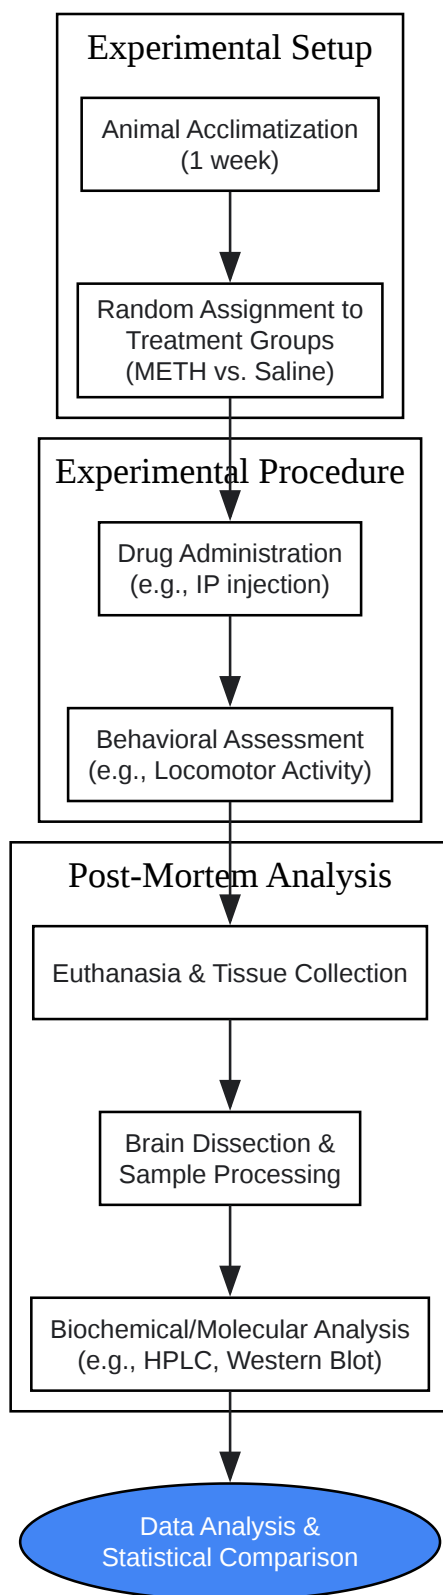 Experimental Setup
Animal Acclimatization
(1 week)
Random Assignment to
Treatment Groups
(METH vs. Saline)
Experimental Procedure
Drug Administration
(e.g., IP injection)
Behavioral Assessment
(e.g., Locomotor Activity)
Post-Mortem Analysis
Euthanasia & Tissue Collection
Brain Dissection &
Sample Processing
Biochemical/Molecular Analysis
(e.g., HPLC, Western Blot)
Data Analysis &
Statistical Comparison